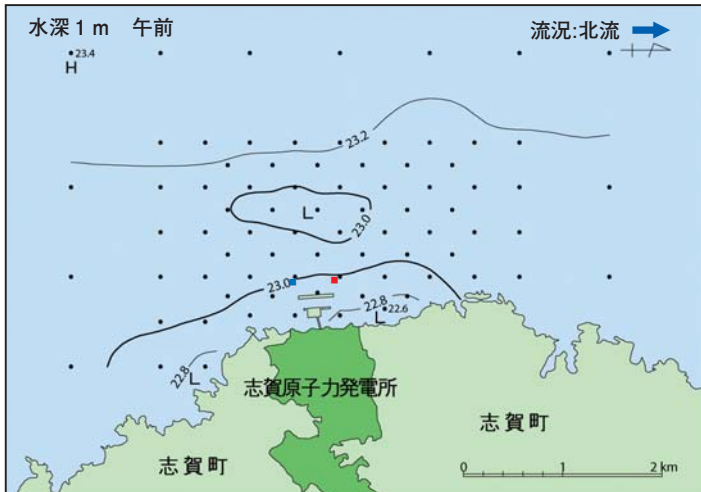 水深1m 午前
流況:北流
H 23.4
23.2
L
23.0
23.0
22.8
L 22.6
22.8
L
志賀原子力発電所
志賀町
志賀町
0 1 2 km